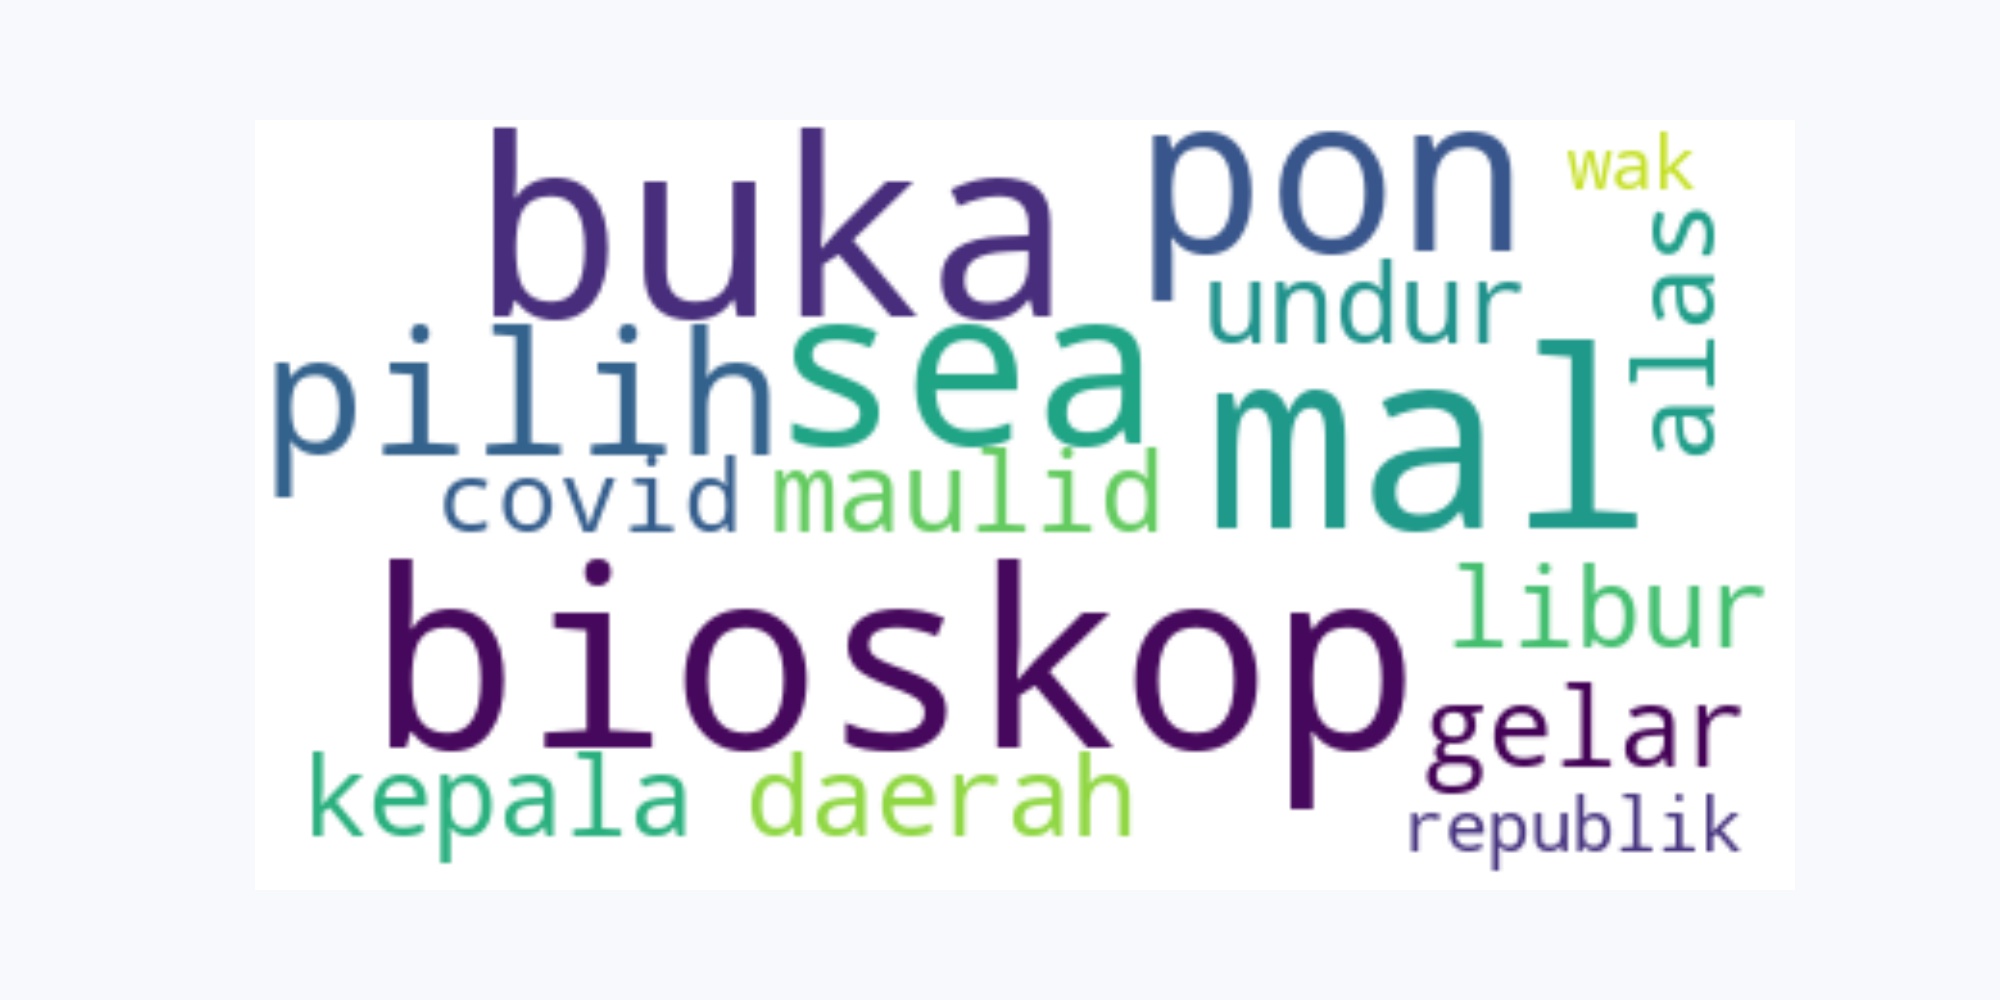 buka
pon
wak
alas
undur
pilih
sea
mal
covid
maulid
bioskop
libur
gelar
kepala
daerah
republik